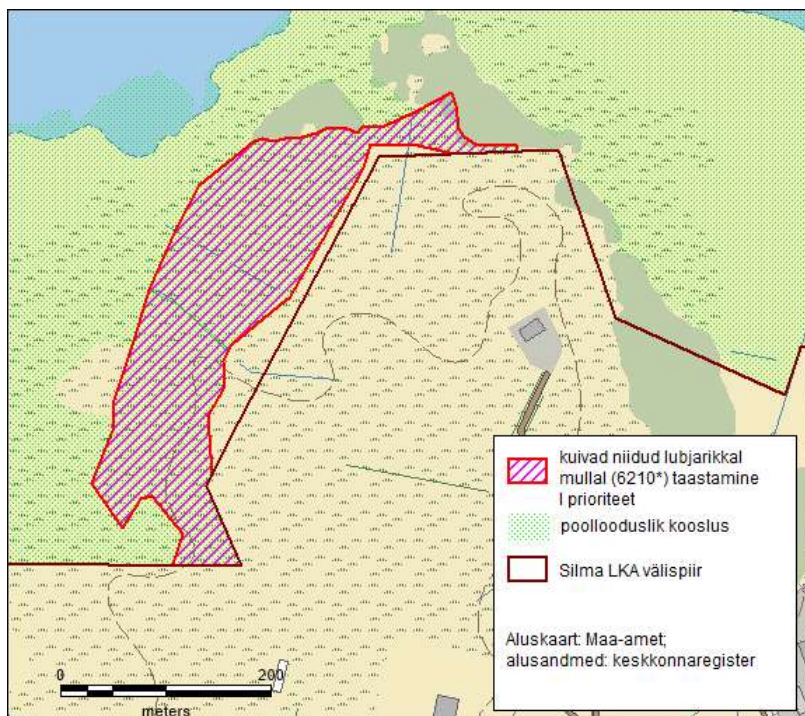 kuivad niidud lubjarikkal
mullal (6210*) taastamine
I prioriteet
poollooduslik kooslus
Silma LKA välispiir
Aluskaart: Maa-amet;
alusandmed: keskkonnaregister
0 200
meters